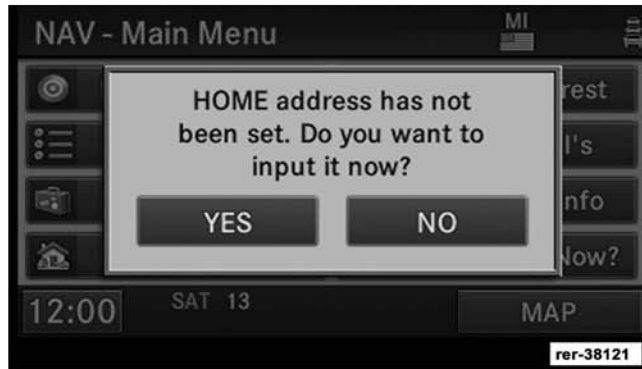 NAV - Main Menu
MI
rest
HOME address has not
been set. Do you want to
input it now?
I's
nfo
YES
NO
Now?
12:00
SAT 13
MAP
rer-38121